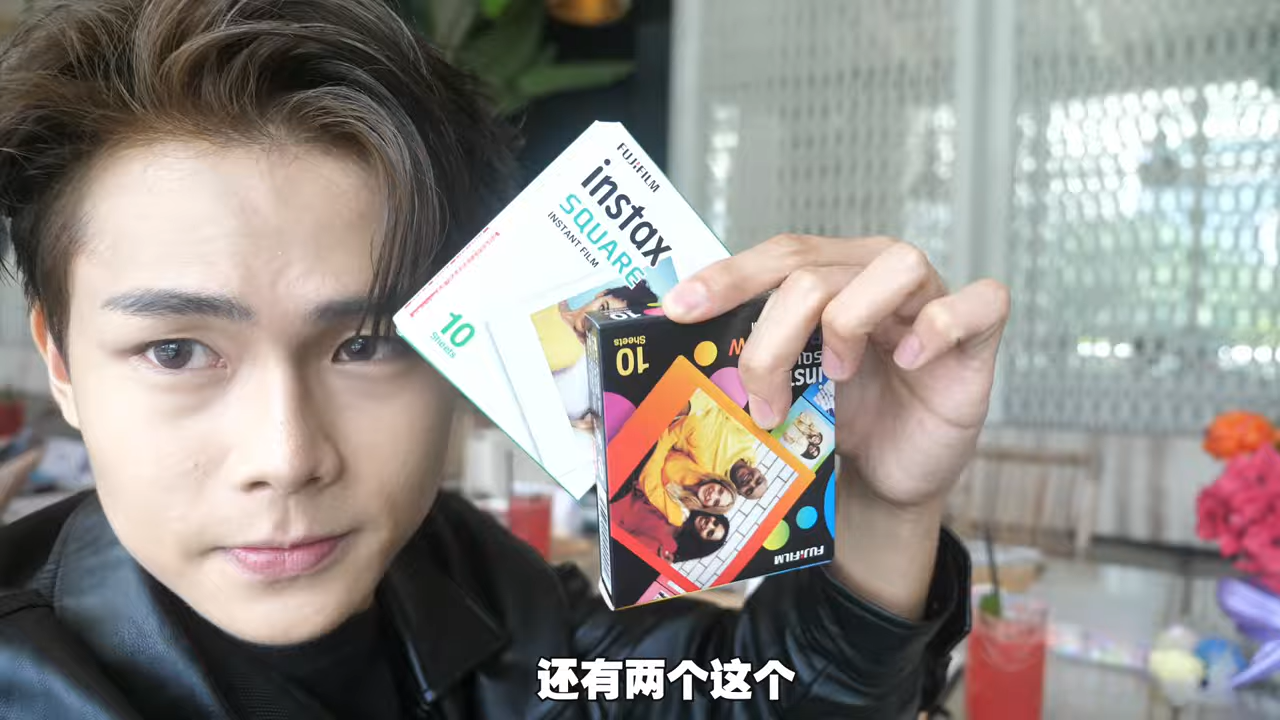 FUJIFILM
instax
SQUARE
INSTANT FILM
10
Sheets
10
Sheets
FUJIFILM
还有两个这个